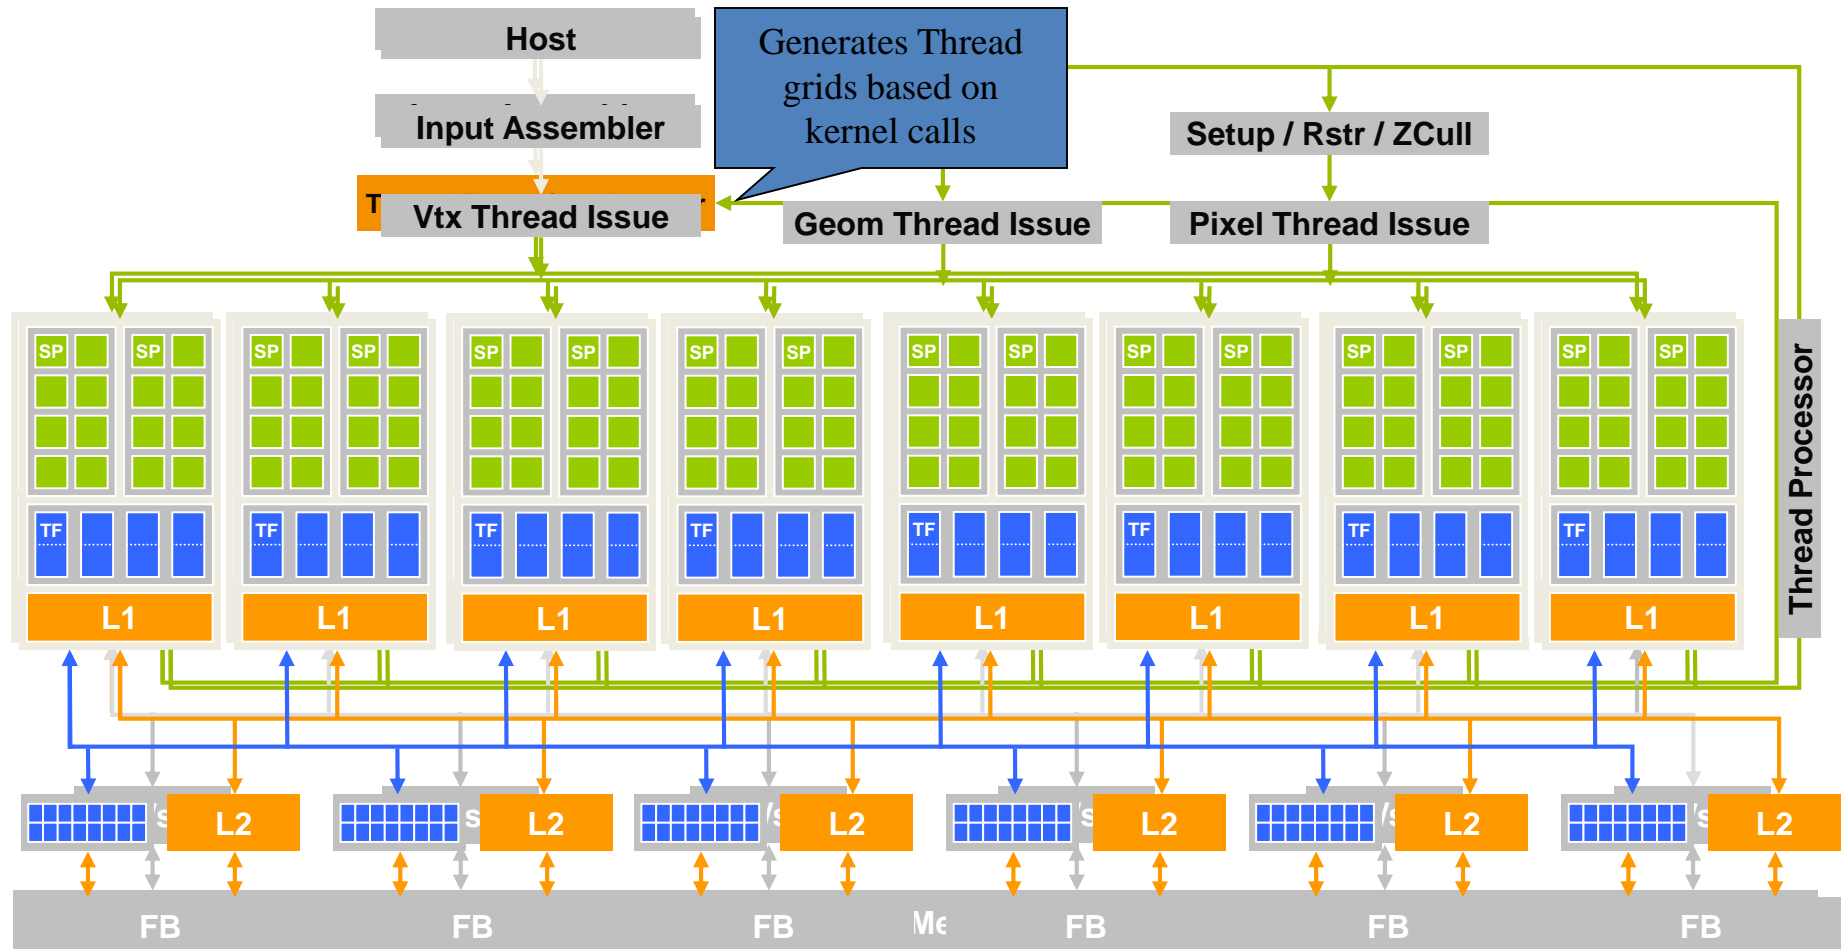 Host
Generates Thread
grids based on
kernel calls
Input Assembler
Setup / Rstr / ZCull
Vtx Thread Issue
Geom Thread Issue
Pixel Thread Issue
SP SP SP SP SP SP SP SP SP SP SP SP SP SP SP SP
Thread Processor
TF TF TF TF TF TF TF TF
L1 L1 L1 L1 L1 L1 L1 L1
L2 L2 L2 L2 L2 L2
FB FB FB FB FB FB